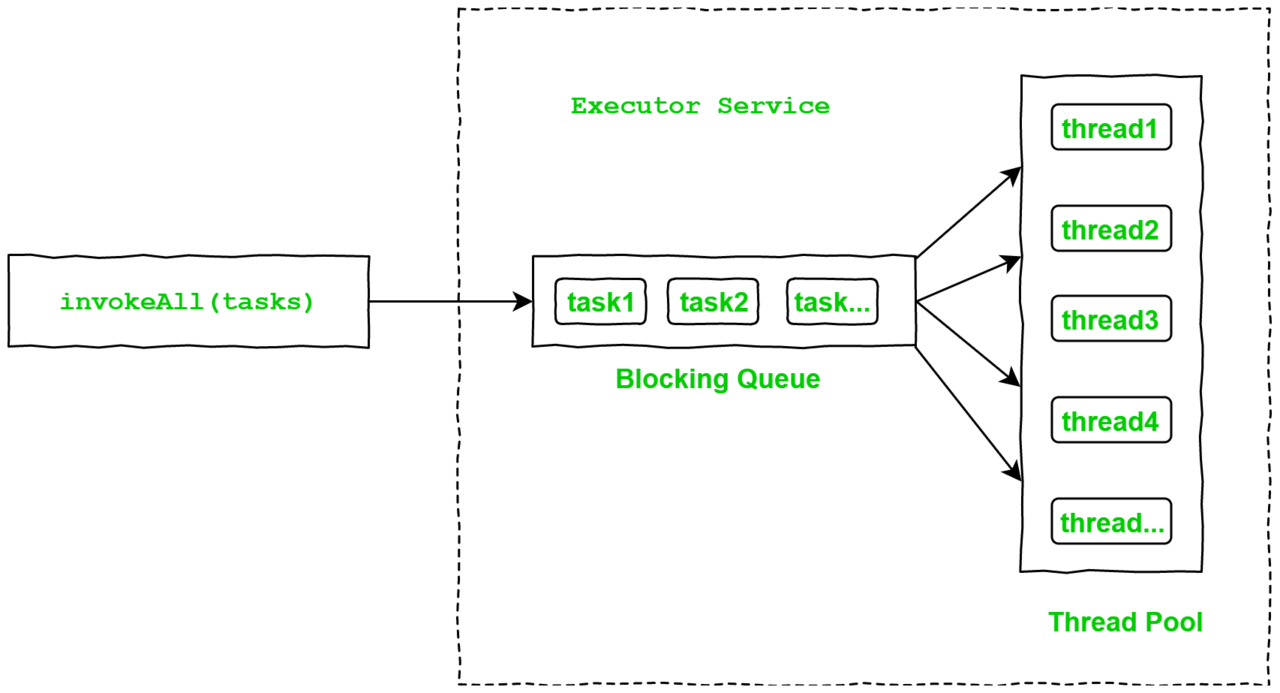 Executor Service
invokeAll(tasks)
task1
task2
task...
Blocking Queue
thread1
thread2
thread3
thread4
thread...
Thread Pool